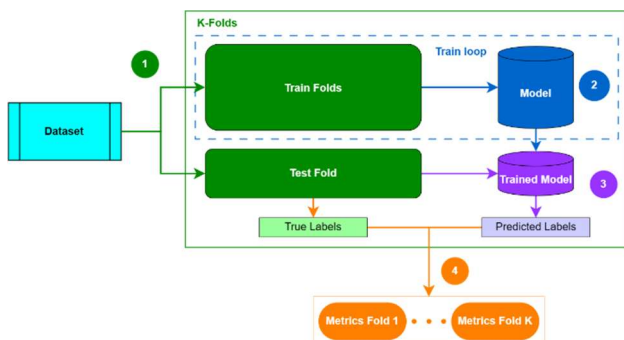 K-Folds
1
Train loop
Train Folds
Model
2
Dataset
Test Fold
Trained Model
3
True Labels
Predicted Labels
4
Metrics Fold 1
Metrics Fold K